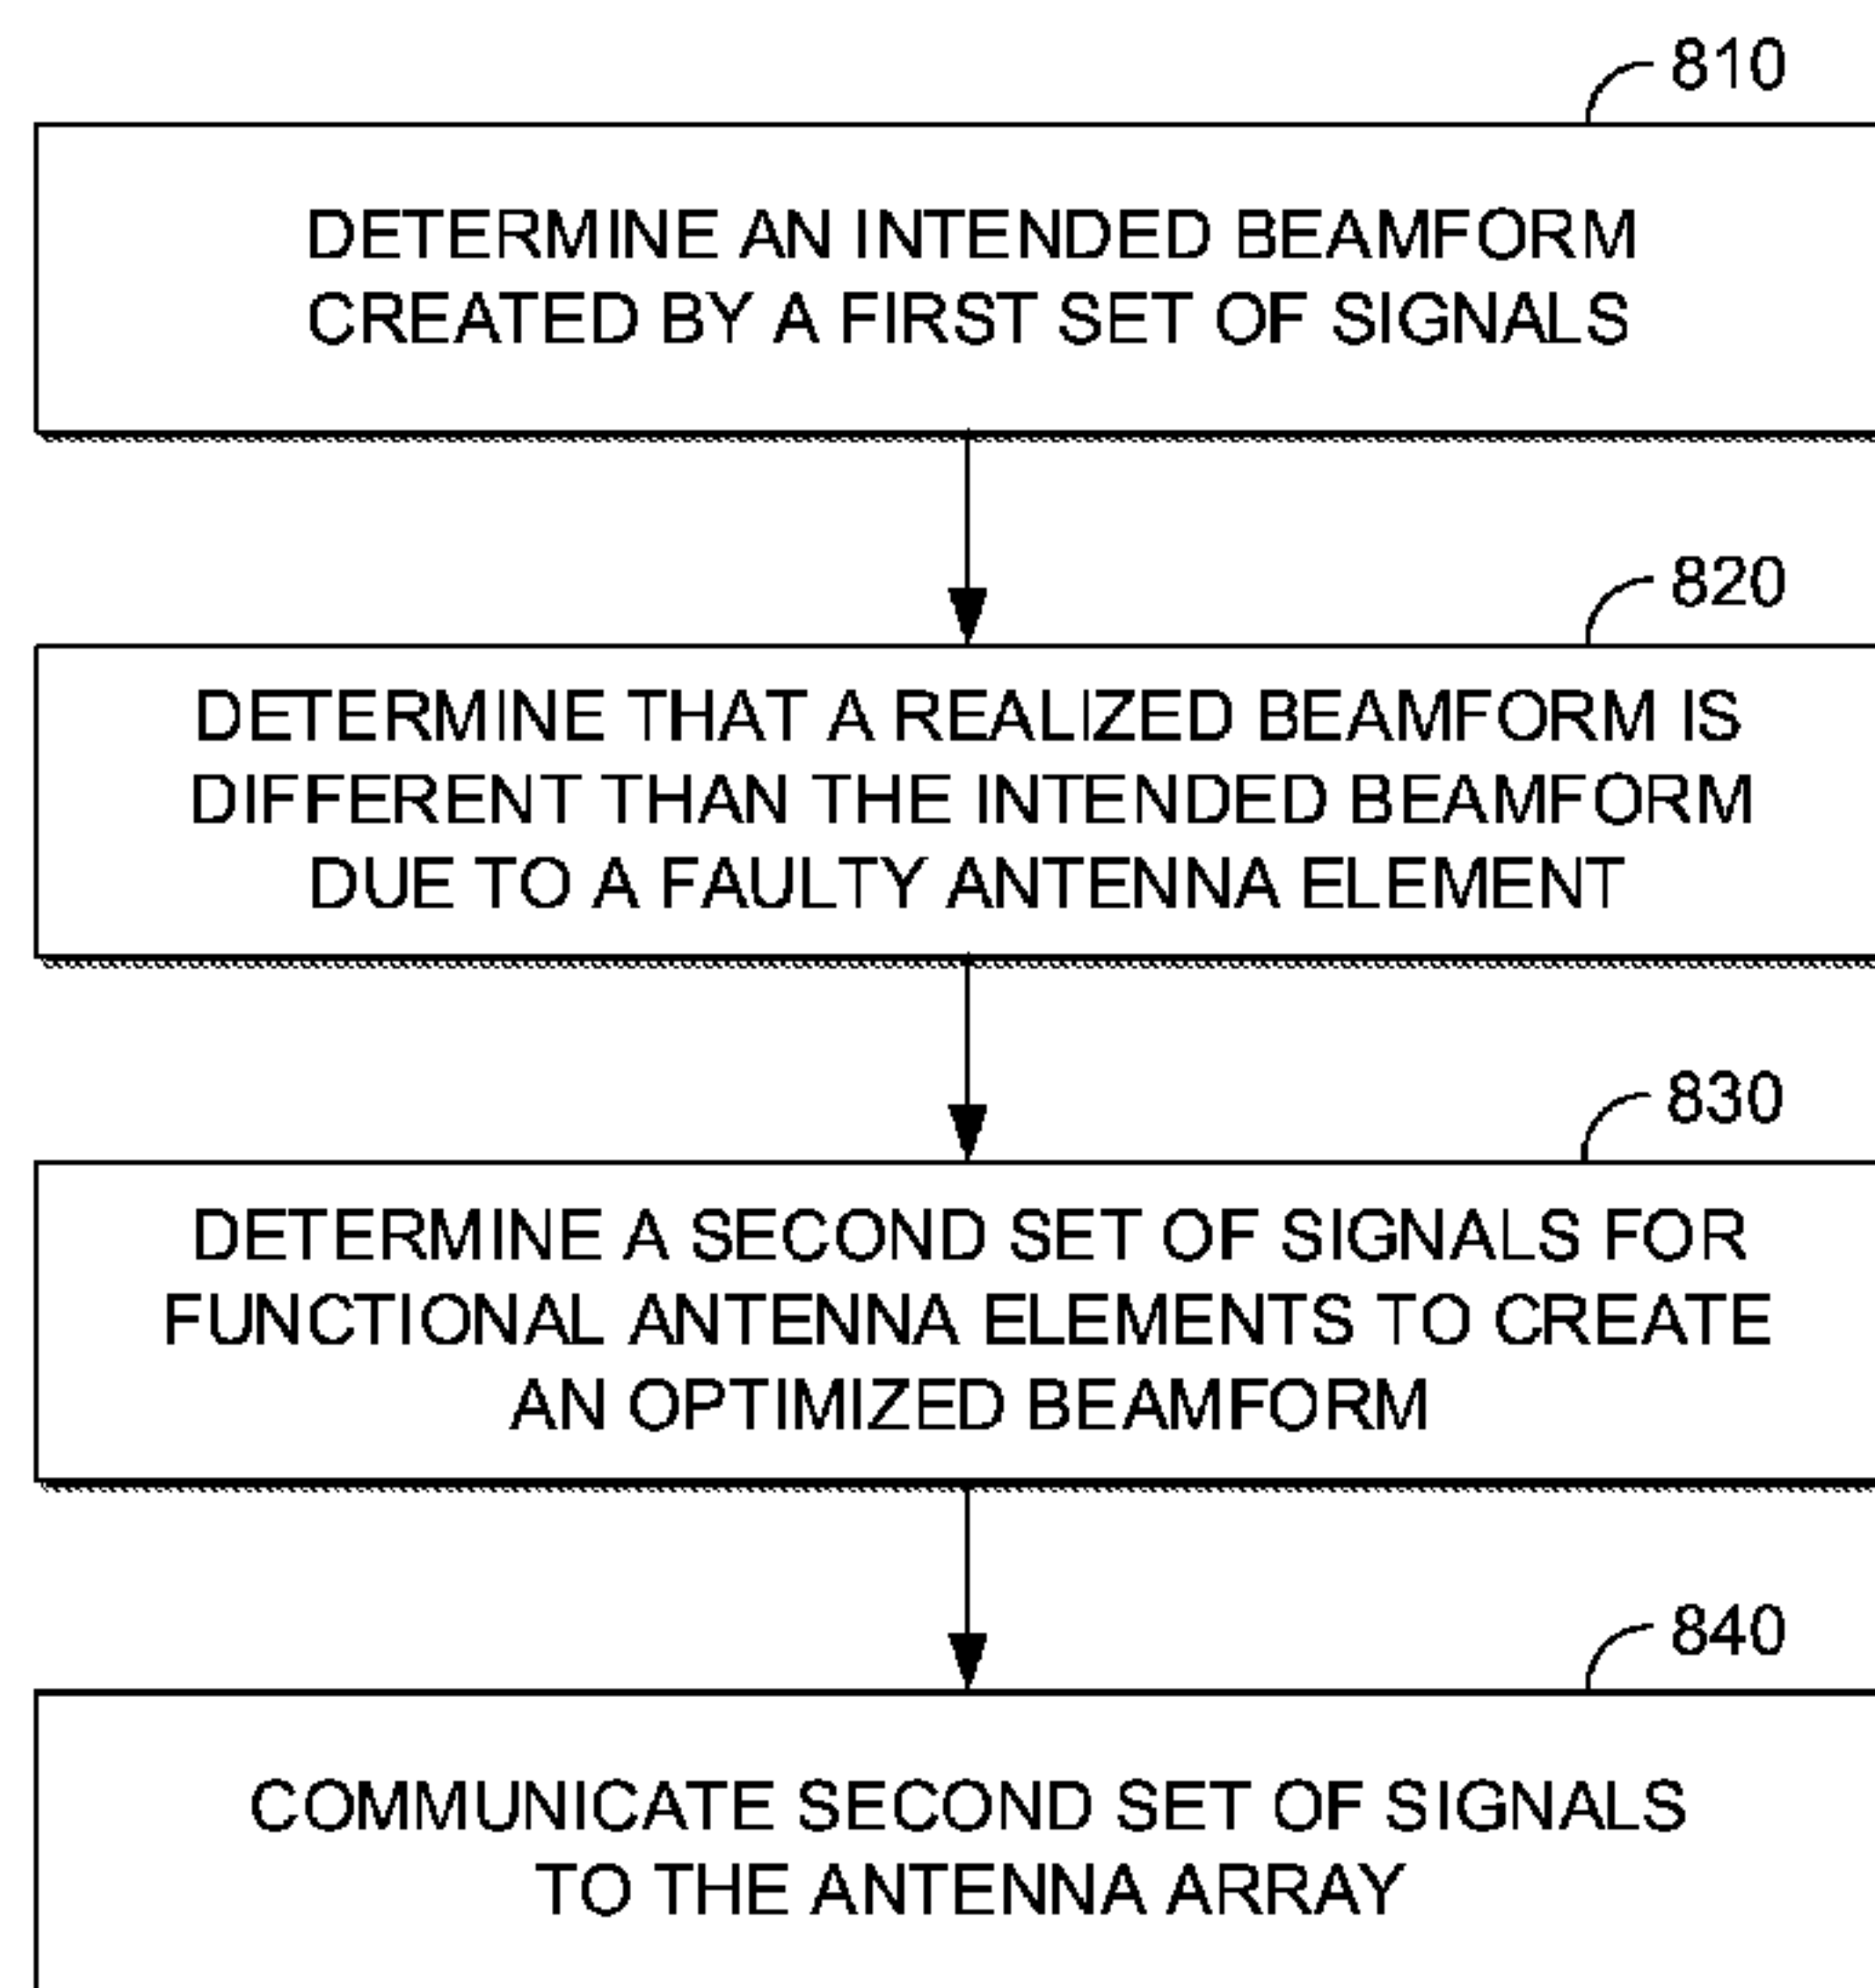 810
DETERMINE AN INTENDED BEAMFORM
CREATED BY A FIRST SET OF SIGNALS
820
DETERMINE THAT A REALIZED BEAMFORM IS
DIFFERENT THAN THE INTENDED BEAMFORM
DUE TO A FAULTY ANTENNA ELEMENT
830
DETERMINE A SECOND SET OF SIGNALS FOR
FUNCTIONAL ANTENNA ELEMENTS TO CREATE
AN OPTIMIZED BEAMFORM
840
COMMUNICATE SECOND SET OF SIGNALS
TO THE ANTENNA ARRAY